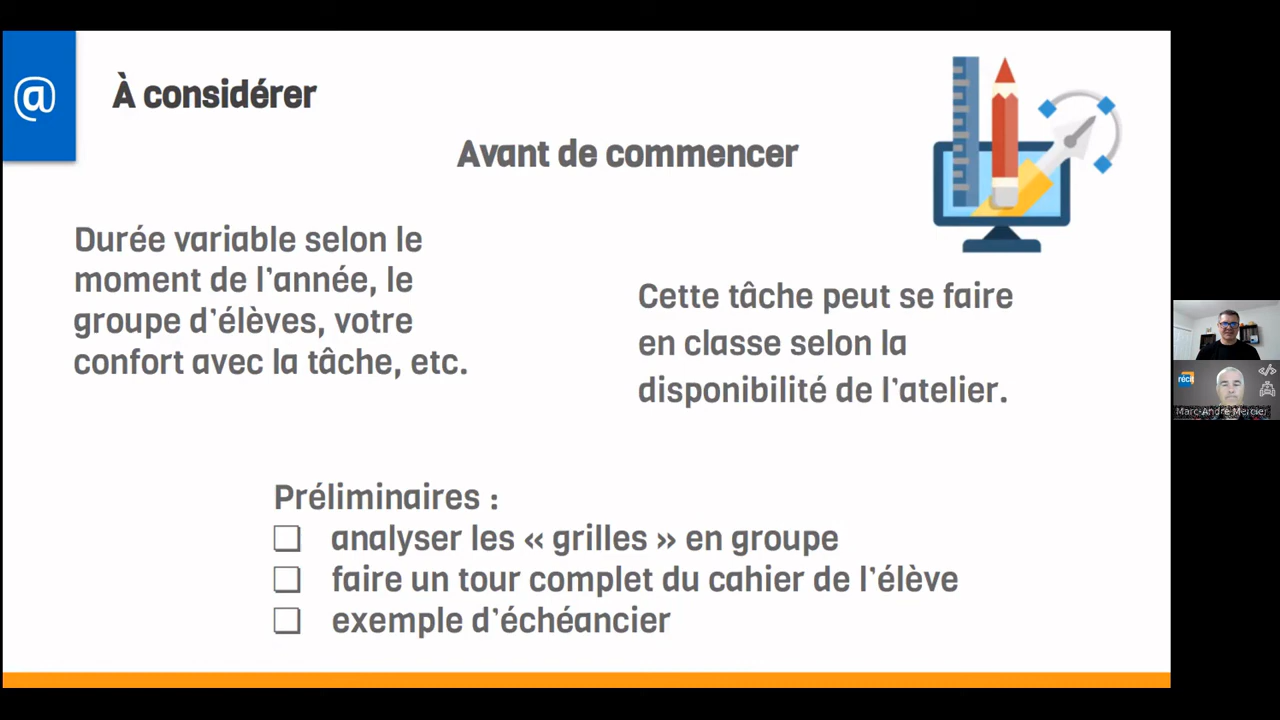 @
À considérer
Avant de commencer
Durée variable selon le
moment de l'année, le
groupe d'élèves, votre
confort avec la tâche, etc.
Cette tâche peut se faire
en classe selon la
disponibilité de l'atelier.
Préliminaires :
❑ analyser les « grilles » en groupe
❑ faire un tour complet du cahier de l'élève
❑ exemple d'échéancier
récit
</>
Marc-André Mercier